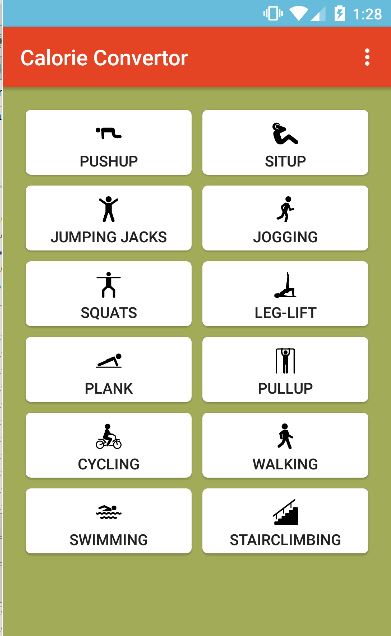 1:28
Calorie Convertor
PUSHUP
SITUP
JUMPING JACKS
JOGGING
SQUATS
LEG-LIFT
PLANK
PULLUP
CYCLING
WALKING
SWIMMING
STAIRCLIMBING